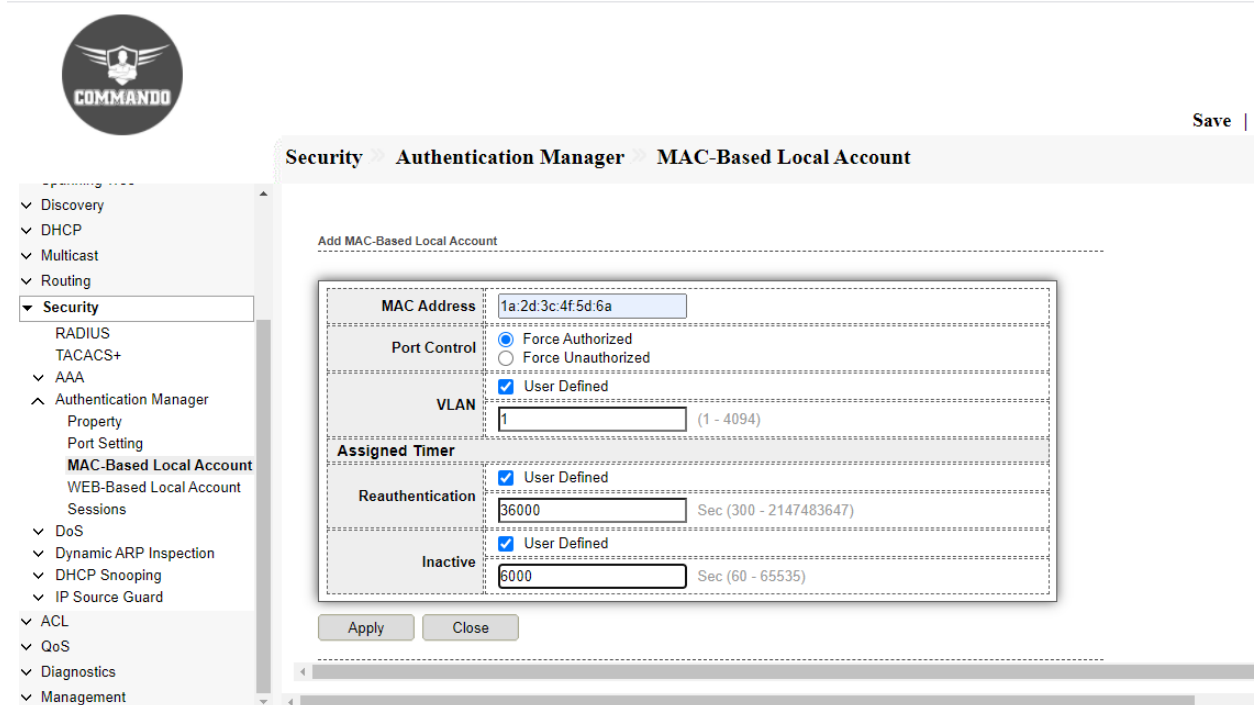 COMMANDO
Save |
Security » Authentication Manager » MAC-Based Local Account
Discovery
DHCP
Multicast
Routing
Security
RADIUS
TACACS+
AAA
Authentication Manager
Property
Port Setting
MAC-Based Local Account
WEB-Based Local Account
Sessions
DoS
Dynamic ARP Inspection
DHCP Snooping
IP Source Guard
ACL
QoS
Diagnostics
Management
Add MAC-Based Local Account
MAC Address 1a:2d:3c:4f:5d:6a
Port Control
Force Authorized
Force Unauthorized
VLAN
User Defined
1 (1 - 4094)
Assigned Timer
Reauthentication
User Defined
36000 Sec (300 - 2147483647)
Inactive
User Defined
6000 Sec (60 - 65535)
Apply Close